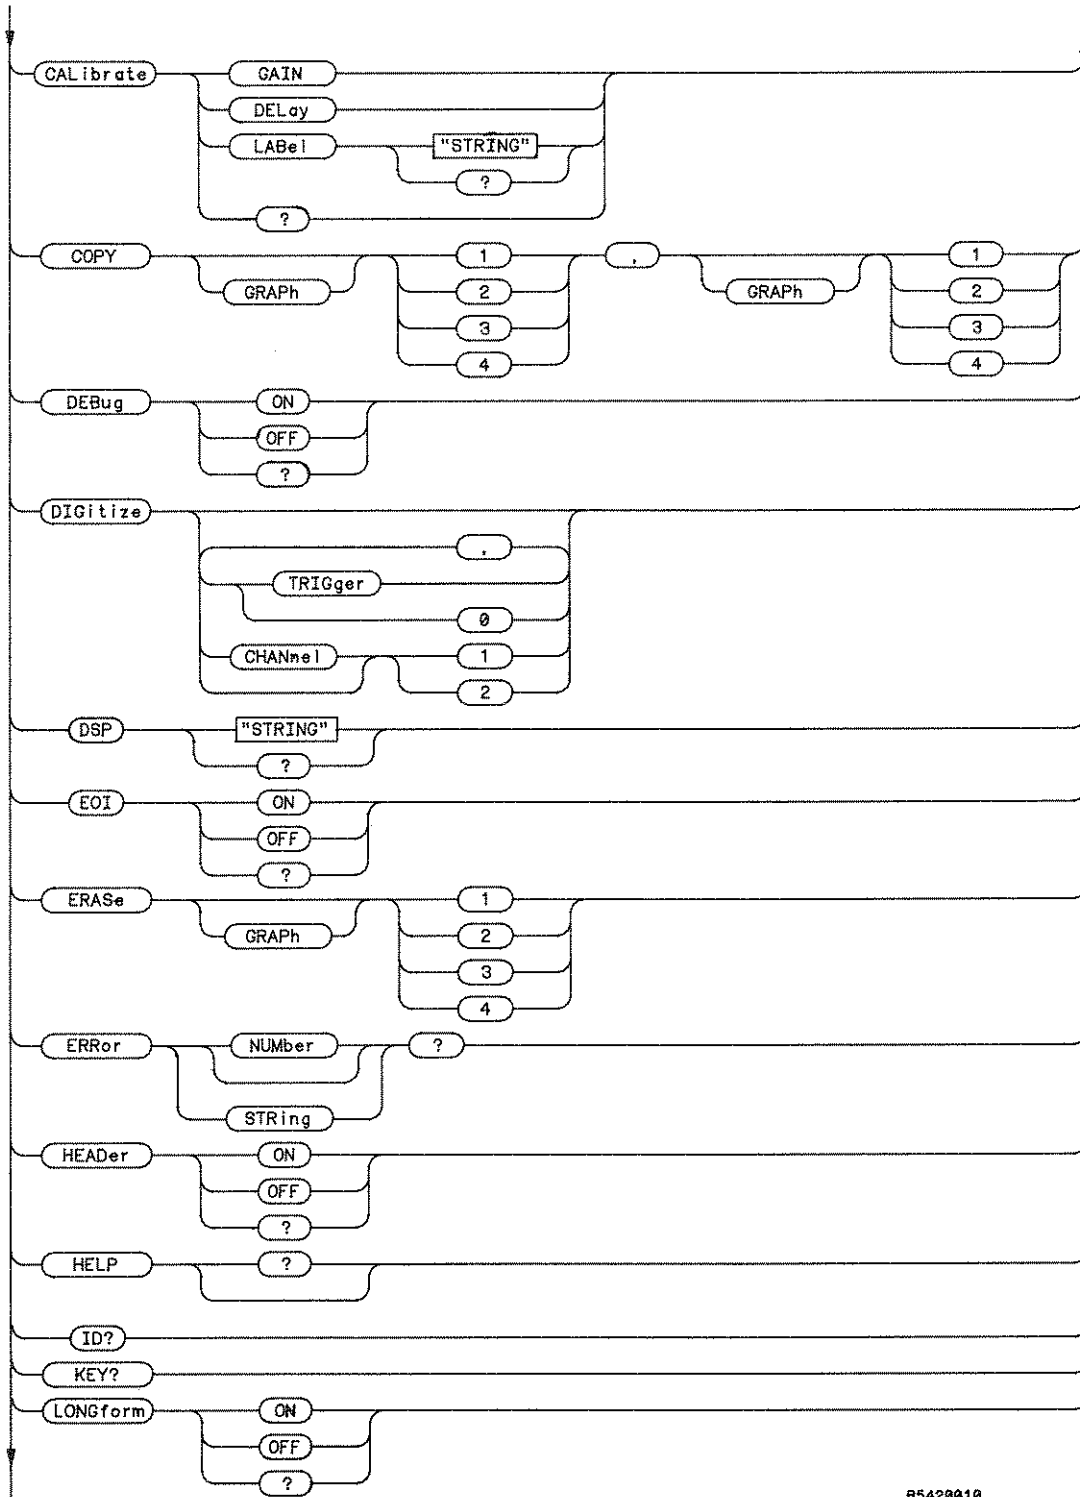 CALibrate GAIN
DELay
LABel "STRING"
?
?
COPY 1 , 1
GRAPh 2 GRAPh 2
3 3
4 4
DEBug ON
OFF
?
DIGitize
,
TRIGger
0
CHANnel 1
2
DSP "STRING"
?
EOI ON
OFF
?
ERASe 1
GRAPh 2
3
4
ERRor NUMber ?
STRing
HEADer ON
OFF
?
HELP ?
ID?
KEY?
LONGform ON
OFF
?